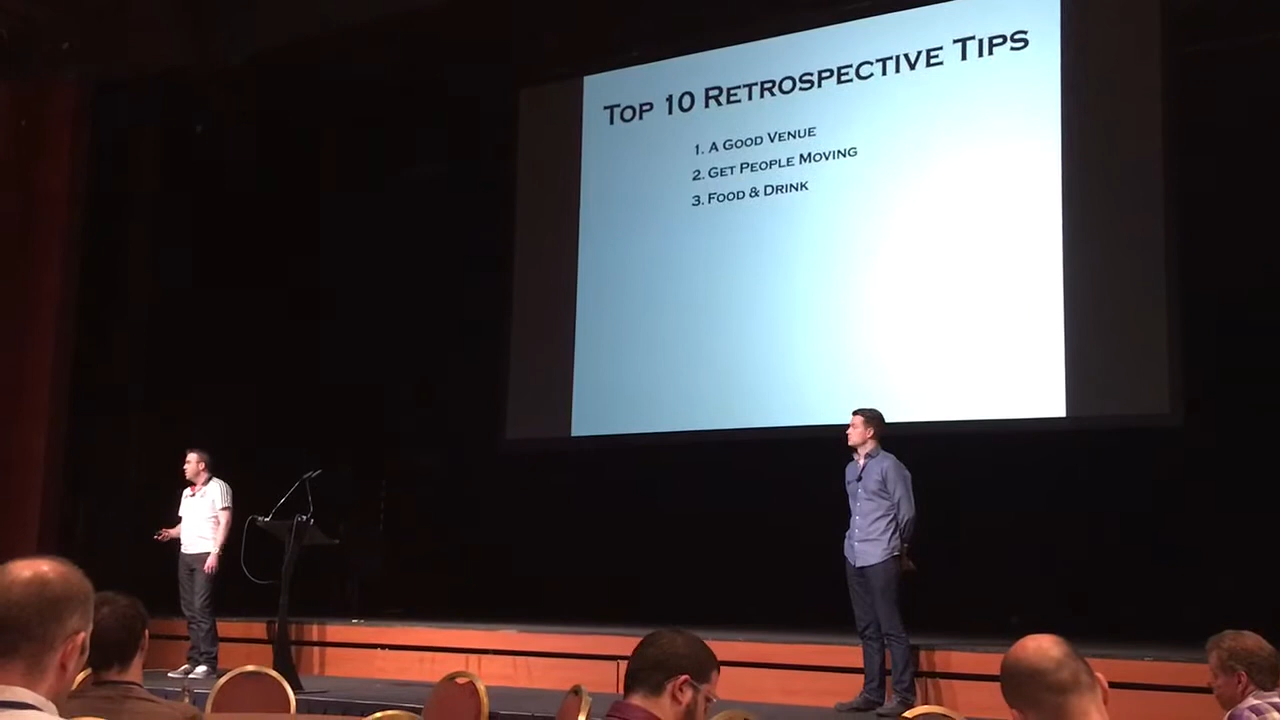 Top 10 Retrospective Tips
1. A Good Venue
2. Get People Moving
3. Food & Drink